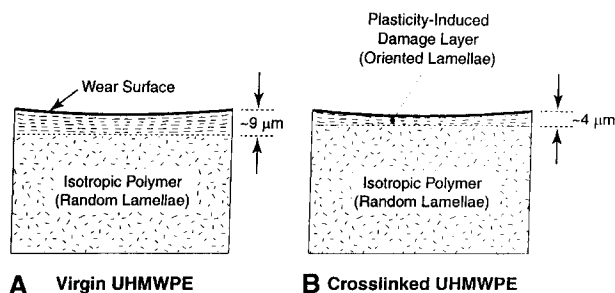 Plasticity-Induced
Damage Layer
(Oriented Lamellae)
Wear Surface
~9 μm
~4 μm
Isotropic Polymer
(Random Lamellae)
Isotropic Polymer
(Random Lamellae)
A Virgin UHMWPE
B Crosslinked UHMWPE